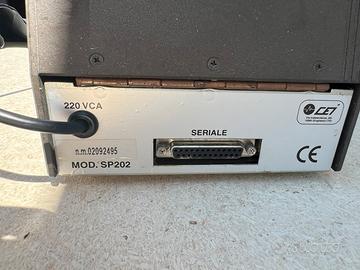 220 VCA
CET
SERIALE
n.m.02092495
MOD. SP202
CE